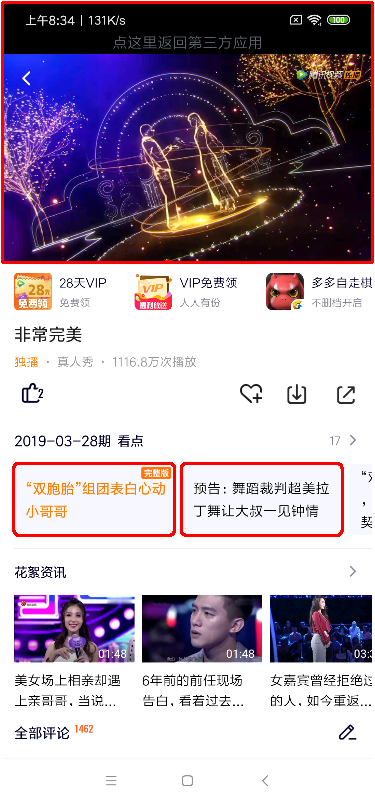 上午8:34 | 131K/s
100
点这里返回第三方应用
腾讯视频
28天VIP
VIP免费领
多多自走棋
免费领
人人有份
不删档开启
非常完美
独播 · 真人秀 · 1116.8万次播放
2
2019-03-28期 看点
17
完整版
“双胞胎”组团表白心动
小哥哥
预告: 舞蹈裁判超美拉
丁舞让大叔一见钟情
“
，
契
花絮资讯
01:48
01:48
01:48
美女场上相亲却遇
上亲哥哥, 当说...
6年前的前任现场
告白, 看着过去...
女嘉宾曾经拒绝过
的人, 如今重返...
全部评论 1462